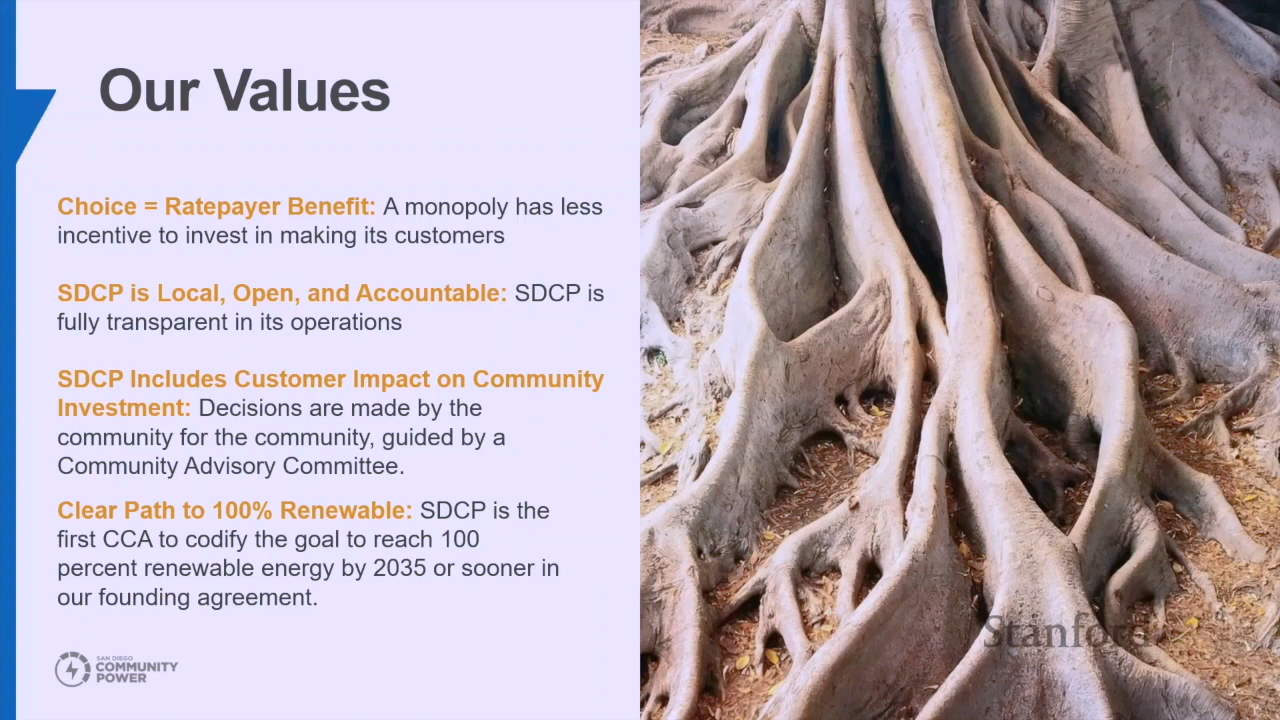 Our Values
Choice = Ratepayer Benefit: A monopoly has less
incentive to invest in making its customers
SDCP is Local, Open, and Accountable: SDCP is
fully transparent in its operations
SDCP Includes Customer Impact on Community
Investment: Decisions are made by the
community for the community, guided by a
Community Advisory Committee.
Clear Path to 100% Renewable: SDCP is the
first CCA to codify the goal to reach 100
percent renewable energy by 2035 or sooner in
our founding agreement.
SAN DIEGO
COMMUNITY
POWER
Stanford